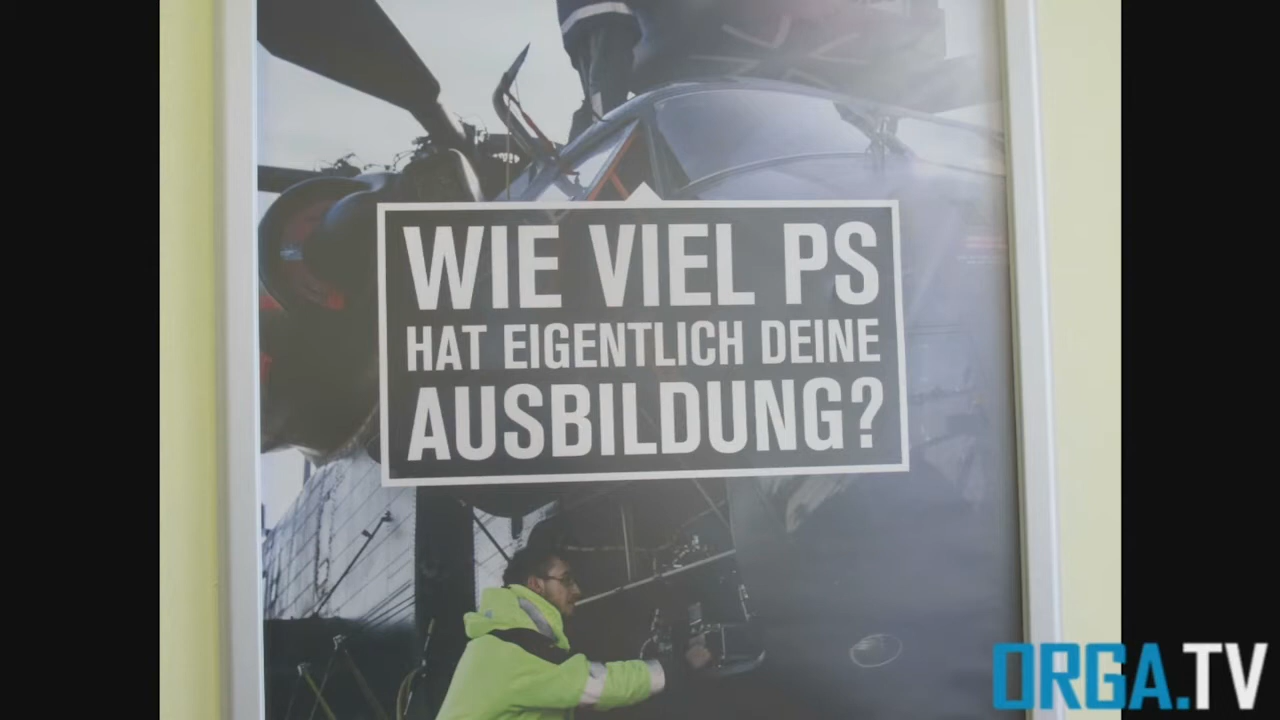 WIE VIEL PS
HAT EIGENTLICH DEINE
AUSBILDUNG?
ORGA.TV